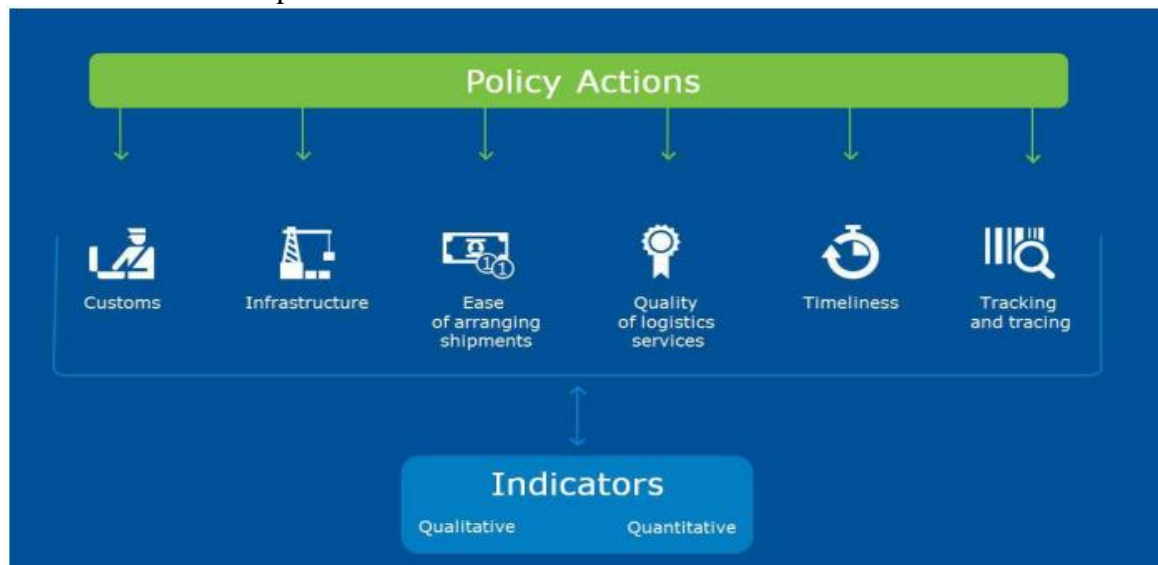 Policy Actions
Customs
Infrastructure
Ease
of arranging
shipments
Quality
of logistics
services
Timeliness
Tracking
and tracing
Indicators
Qualitative
Quantitative